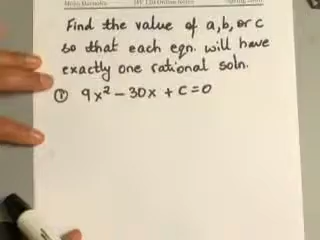 Find the value of a, b, or c
so that each eqn. will have
exactly one rational soln.
① 9x² - 30x + c = 0